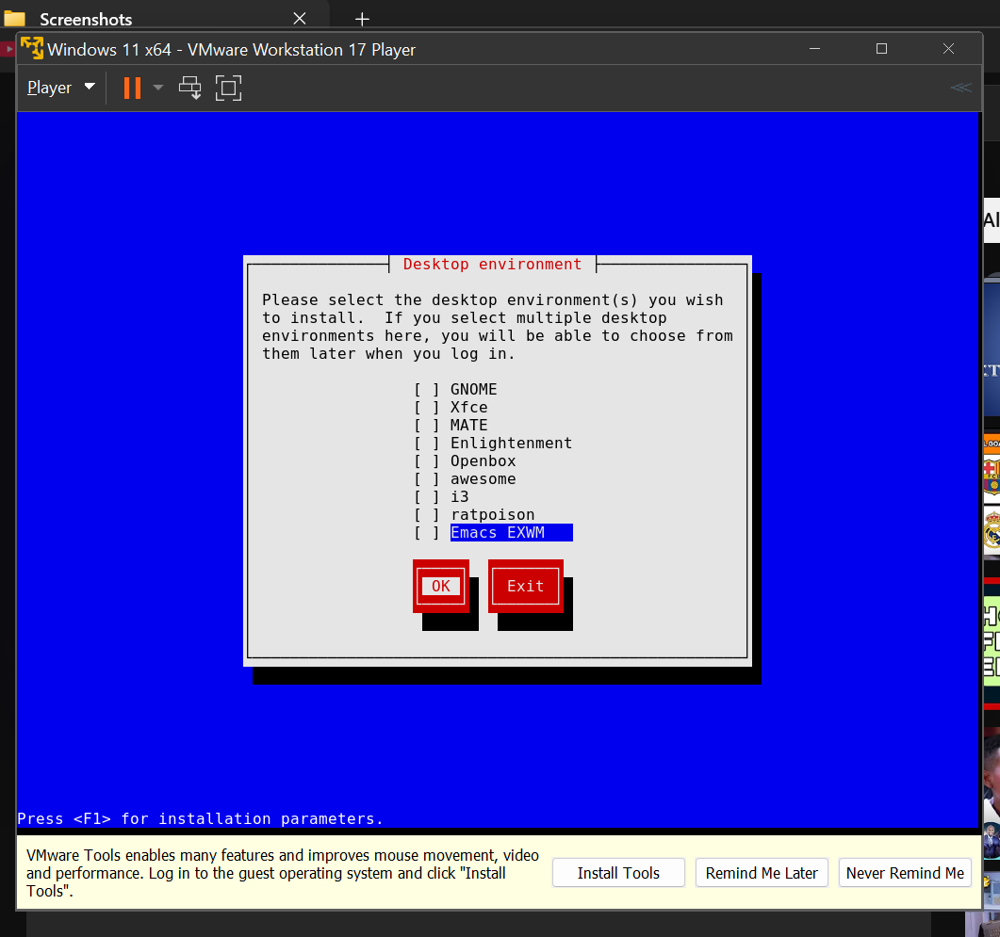 Screenshots
Windows 11 x64 - VMware Workstation 17 Player
Player
Desktop environment
Please select the desktop environment(s) you wish
to install.  If you select multiple desktop
environments here, you will be able to choose from
them later when you log in.
[ ] GNOME
[ ] Xfce
[ ] MATE
[ ] Enlightenment
[ ] Openbox
[ ] awesome
[ ] i3
[ ] ratpoison
[ ] Emacs EXWM
OK Exit
Press <F1> for installation parameters.
VMware Tools enables many features and improves mouse movement, video
and performance. Log in to the guest operating system and click "Install
Tools".
Install Tools Remind Me Later Never Remind Me